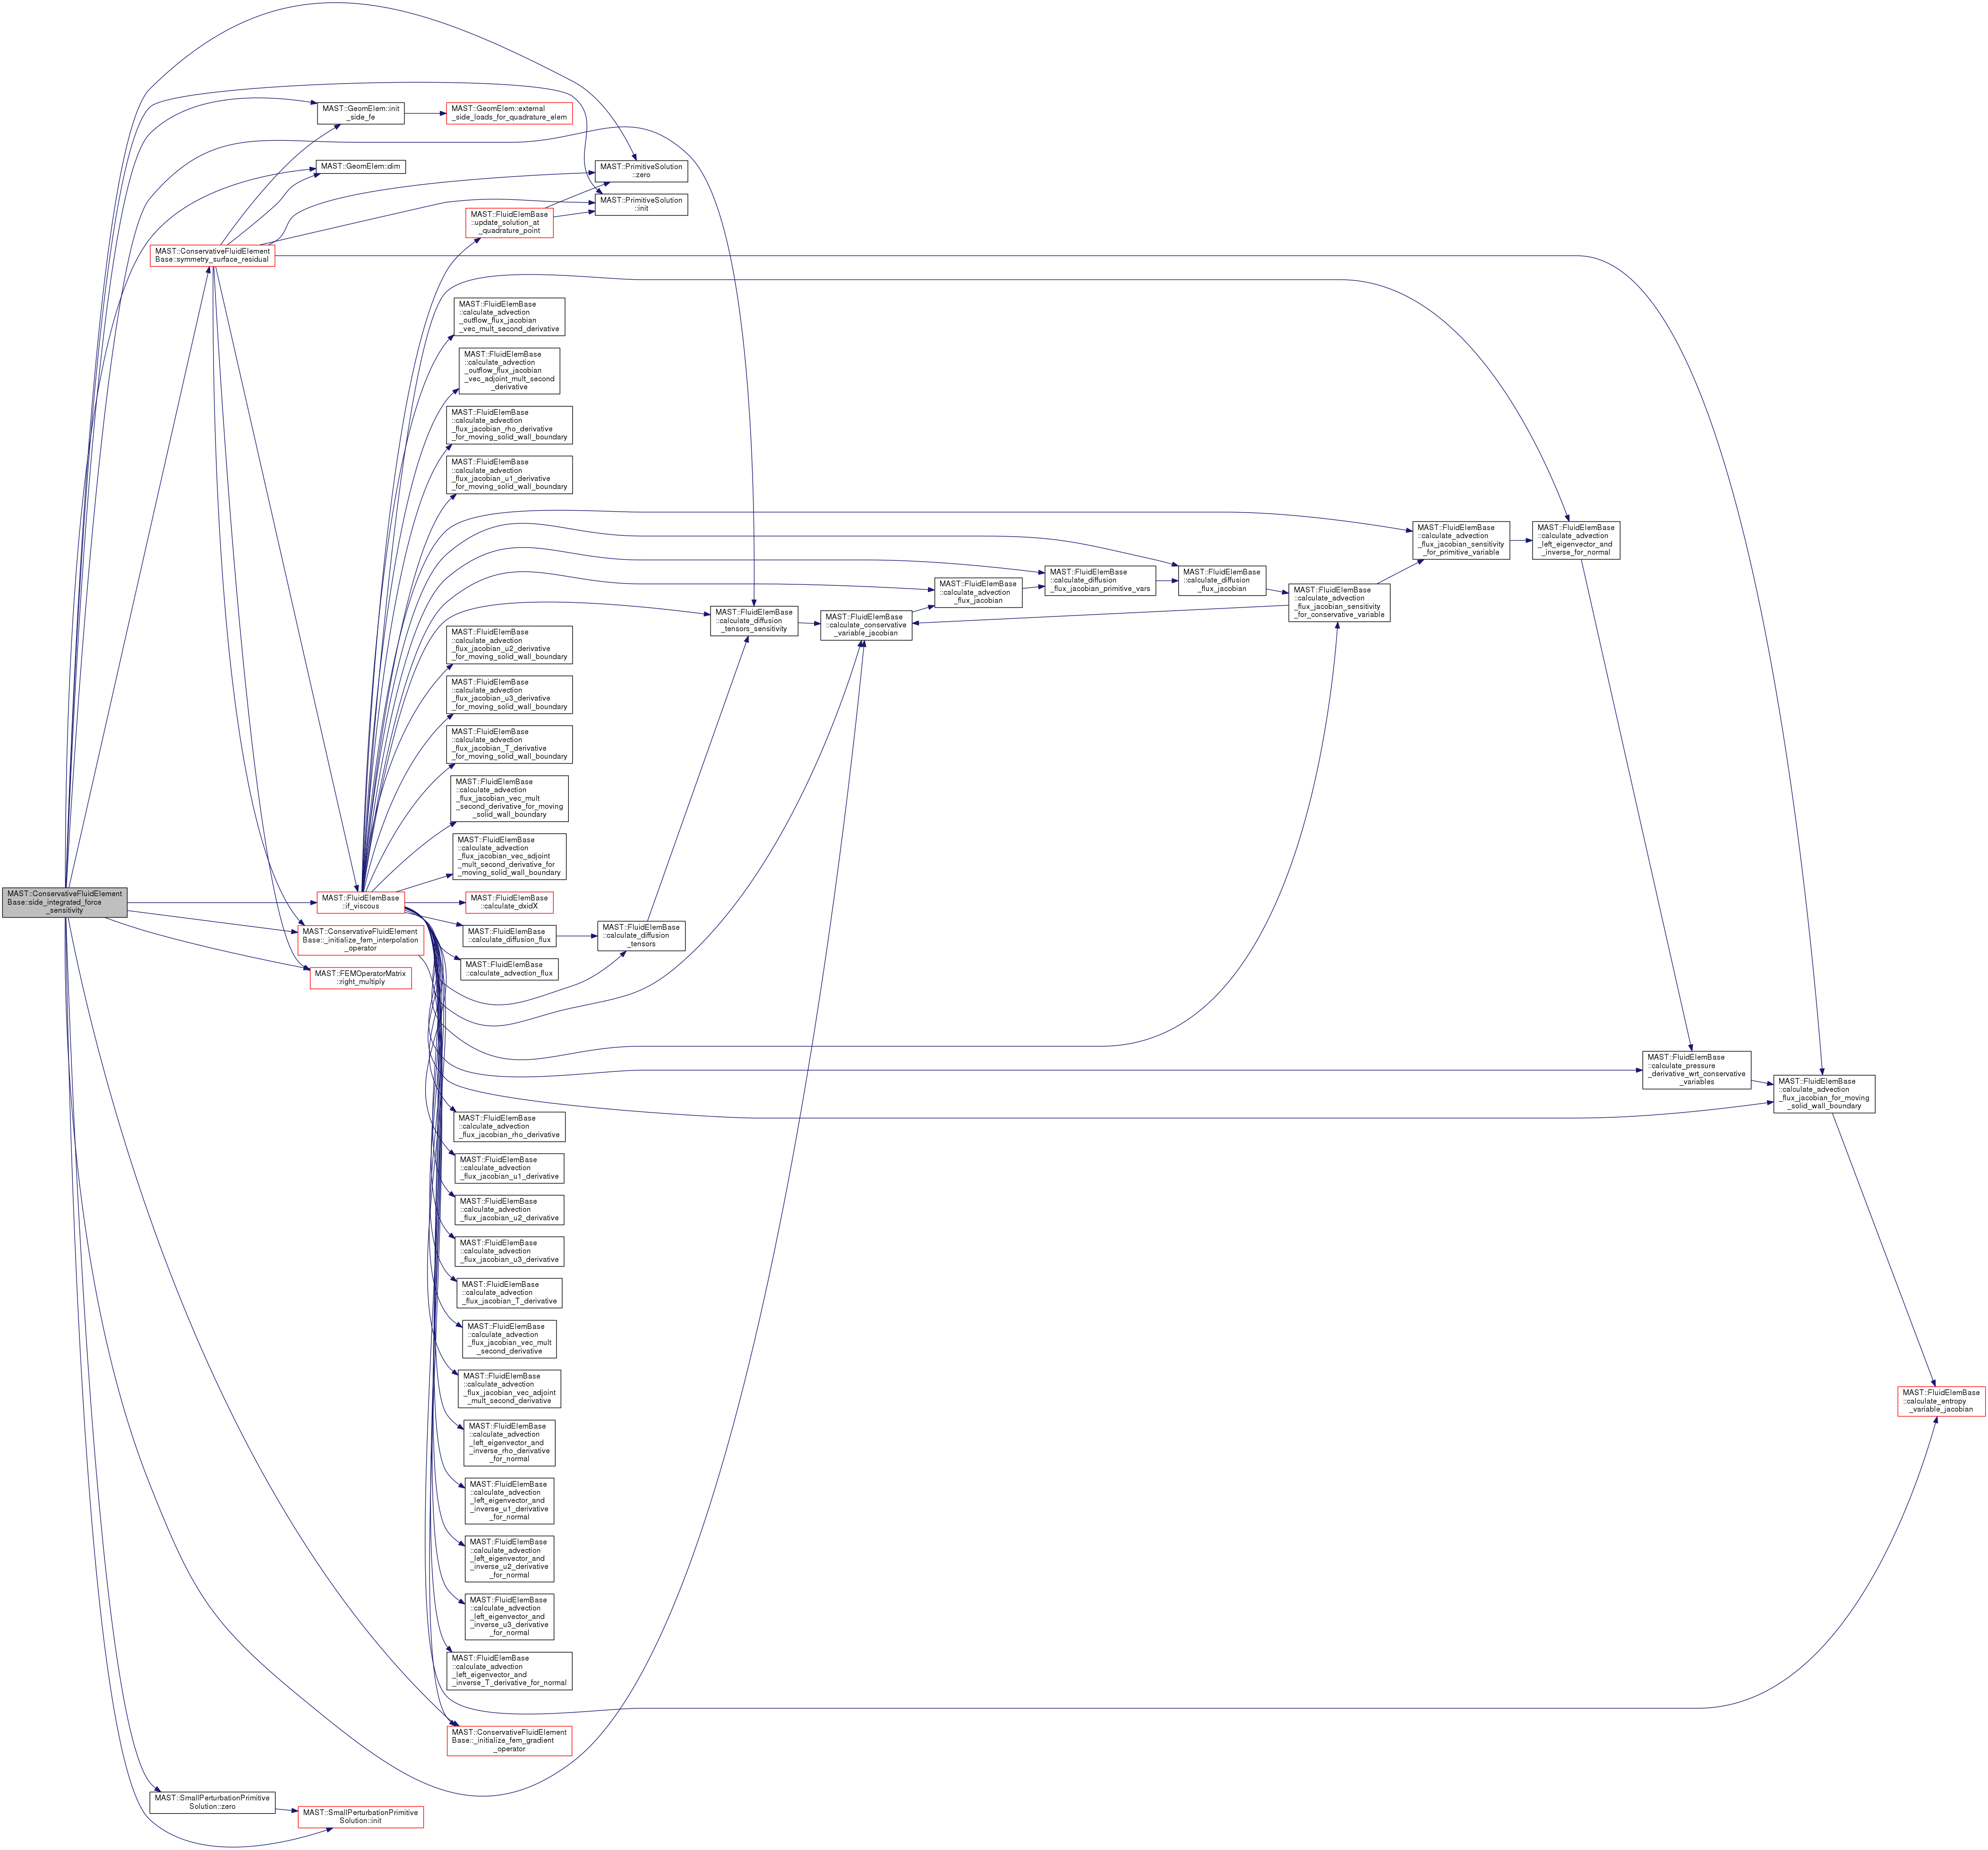 MAST::ConservativeFluidElement
Base::side_integrated_force
_sensitivity
MAST::GeomElem::init
_side_fe
MAST::GeomElem::external
_side_loads_for_quadrature_elem
MAST::GeomElem::dim
MAST::PrimitiveSolution
::zero
MAST::PrimitiveSolution
::init
MAST::FluidElemBase
::update_solution_at
_quadrature_point
MAST::ConservativeFluidElement
Base::symmetry_surface_residual
MAST::FluidElemBase
::calculate_advection
_outflow_flux_jacobian
_vec_mult_second_derivative
MAST::FluidElemBase
::calculate_advection
_outflow_flux_jacobian
_vec_adjoint_mult_second
_derivative
MAST::FluidElemBase
::calculate_advection
_flux_jacobian_rho_derivative
_for_moving_solid_wall_boundary
MAST::FluidElemBase
::calculate_advection
_flux_jacobian_u1_derivative
_for_moving_solid_wall_boundary
MAST::FluidElemBase
::calculate_advection
_flux_jacobian_sensitivity
_for_primitive_variable
MAST::FluidElemBase
::calculate_advection
_left_eigenvector_and
_inverse_for_normal
MAST::FluidElemBase
::calculate_diffusion
_flux_jacobian_primitive_vars
MAST::FluidElemBase
::calculate_diffusion
_flux_jacobian
MAST::FluidElemBase
::calculate_advection
_flux_jacobian
MAST::FluidElemBase
::calculate_advection
_flux_jacobian_sensitivity
_for_conservative_variable
MAST::FluidElemBase
::calculate_diffusion
_tensors_sensitivity
MAST::FluidElemBase
::calculate_conservative
_variable_jacobian
MAST::FluidElemBase
::calculate_advection
_flux_jacobian_u2_derivative
_for_moving_solid_wall_boundary
MAST::FluidElemBase
::calculate_advection
_flux_jacobian_u3_derivative
_for_moving_solid_wall_boundary
MAST::FluidElemBase
::calculate_advection
_flux_jacobian_T_derivative
_for_moving_solid_wall_boundary
MAST::FluidElemBase
::calculate_advection
_flux_jacobian_vec_mult
_second_derivative_for_moving
_solid_wall_boundary
MAST::FluidElemBase
::calculate_advection
_flux_jacobian_vec_adjoint
_mult_second_derivative_for
_moving_solid_wall_boundary
MAST::FluidElemBase
::if_viscous
MAST::FluidElemBase
::calculate_dxidX
MAST::ConservativeFluidElement
Base::_initialize_fem_interpolation
_operator
MAST::FluidElemBase
::calculate_diffusion_flux
MAST::FluidElemBase
::calculate_diffusion
_tensors
MAST::FEMOperatorMatrix
::right_multiply
MAST::FluidElemBase
::calculate_advection_flux
MAST::FluidElemBase
::calculate_pressure
_derivative_wrt_conservative
_variables
MAST::FluidElemBase
::calculate_advection
_flux_jacobian_for_moving
_solid_wall_boundary
MAST::FluidElemBase
::calculate_advection
_flux_jacobian_rho_derivative
MAST::FluidElemBase
::calculate_advection
_flux_jacobian_u1_derivative
MAST::FluidElemBase
::calculate_advection
_flux_jacobian_u2_derivative
MAST::FluidElemBase
::calculate_advection
_flux_jacobian_u3_derivative
MAST::FluidElemBase
::calculate_advection
_flux_jacobian_T_derivative
MAST::FluidElemBase
::calculate_advection
_flux_jacobian_vec_mult
_second_derivative
MAST::FluidElemBase
::calculate_advection
_flux_jacobian_vec_adjoint
_mult_second_derivative
MAST::FluidElemBase
::calculate_entropy
_variable_jacobian
MAST::FluidElemBase
::calculate_advection
_left_eigenvector_and
_inverse_rho_derivative
_for_normal
MAST::FluidElemBase
::calculate_advection
_left_eigenvector_and
_inverse_u1_derivative
_for_normal
MAST::FluidElemBase
::calculate_advection
_left_eigenvector_and
_inverse_u2_derivative
_for_normal
MAST::FluidElemBase
::calculate_advection
_left_eigenvector_and
_inverse_u3_derivative
_for_normal
MAST::FluidElemBase
::calculate_advection
_left_eigenvector_and
_inverse_T_derivative_for_normal
MAST::ConservativeFluidElement
Base::_initialize_fem_gradient
_operator
MAST::SmallPerturbationPrimitive
Solution::zero
MAST::SmallPerturbationPrimitive
Solution::init